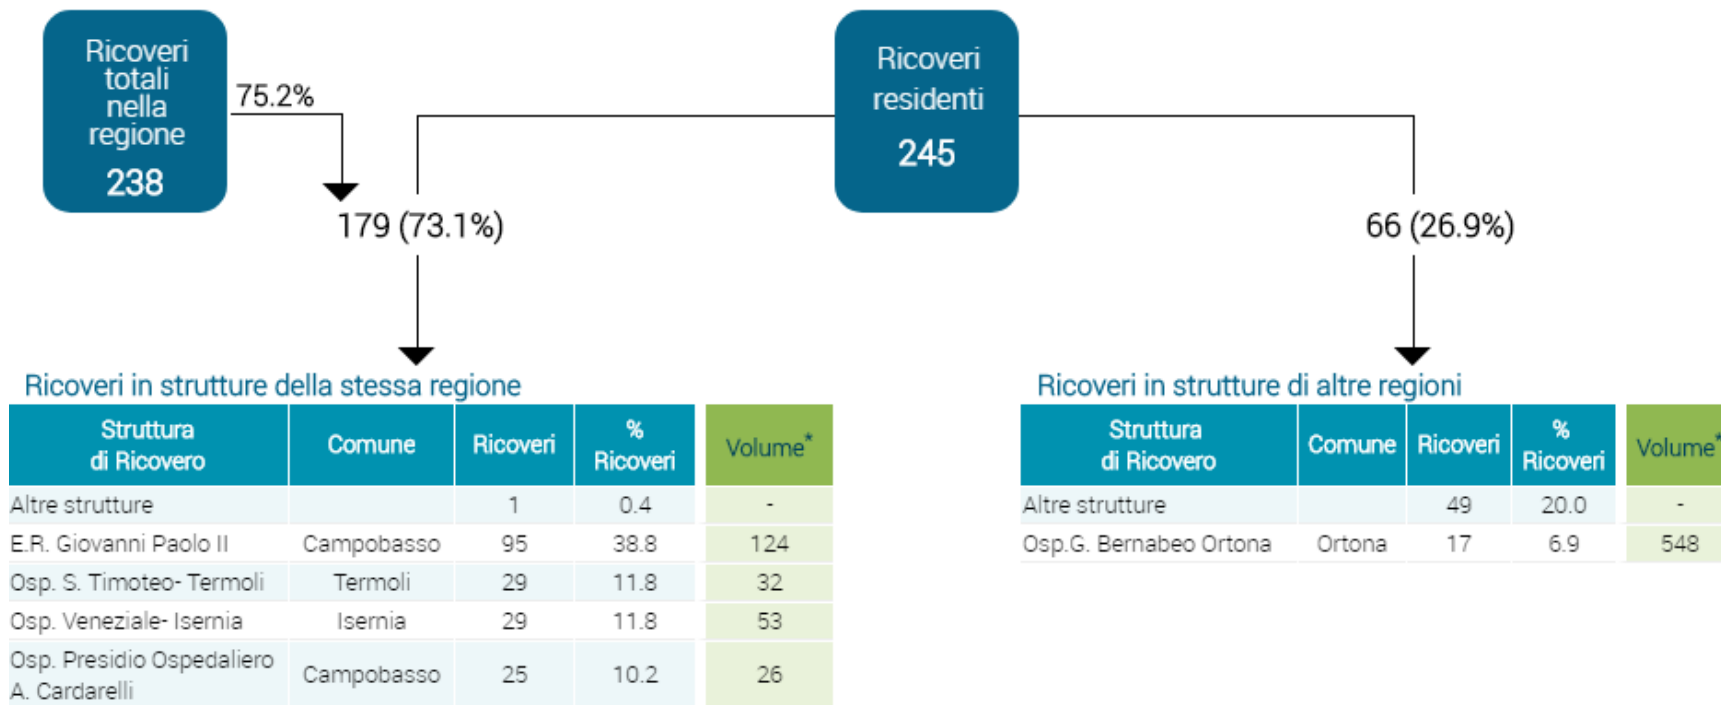 Ricoveri
totali
nella
regione
238
75.2%
Ricoveri
residenti
245
179 (73.1%)
66 (26.9%)
Ricoveri in strutture della stessa regione
Struttura
di Ricovero
Comune
Ricoveri
%
Ricoveri
Volume*
Altre strutture 1 0.4 -
E.R. Giovanni Paolo II Campobasso 95 38.8 124
Osp. S. Timoteo- Termoli Termoli 29 11.8 32
Osp. Veneziale- Isernia Isernia 29 11.8 53
Osp. Presidio Ospedaliero
A. Cardarelli
Campobasso 25 10.2 26
Ricoveri in strutture di altre regioni
Struttura
di Ricovero
Comune
Ricoveri
%
Ricoveri
Volume*
Altre strutture 49 20.0 -
Osp.G. Bernabeo Ortona Ortona 17 6.9 548